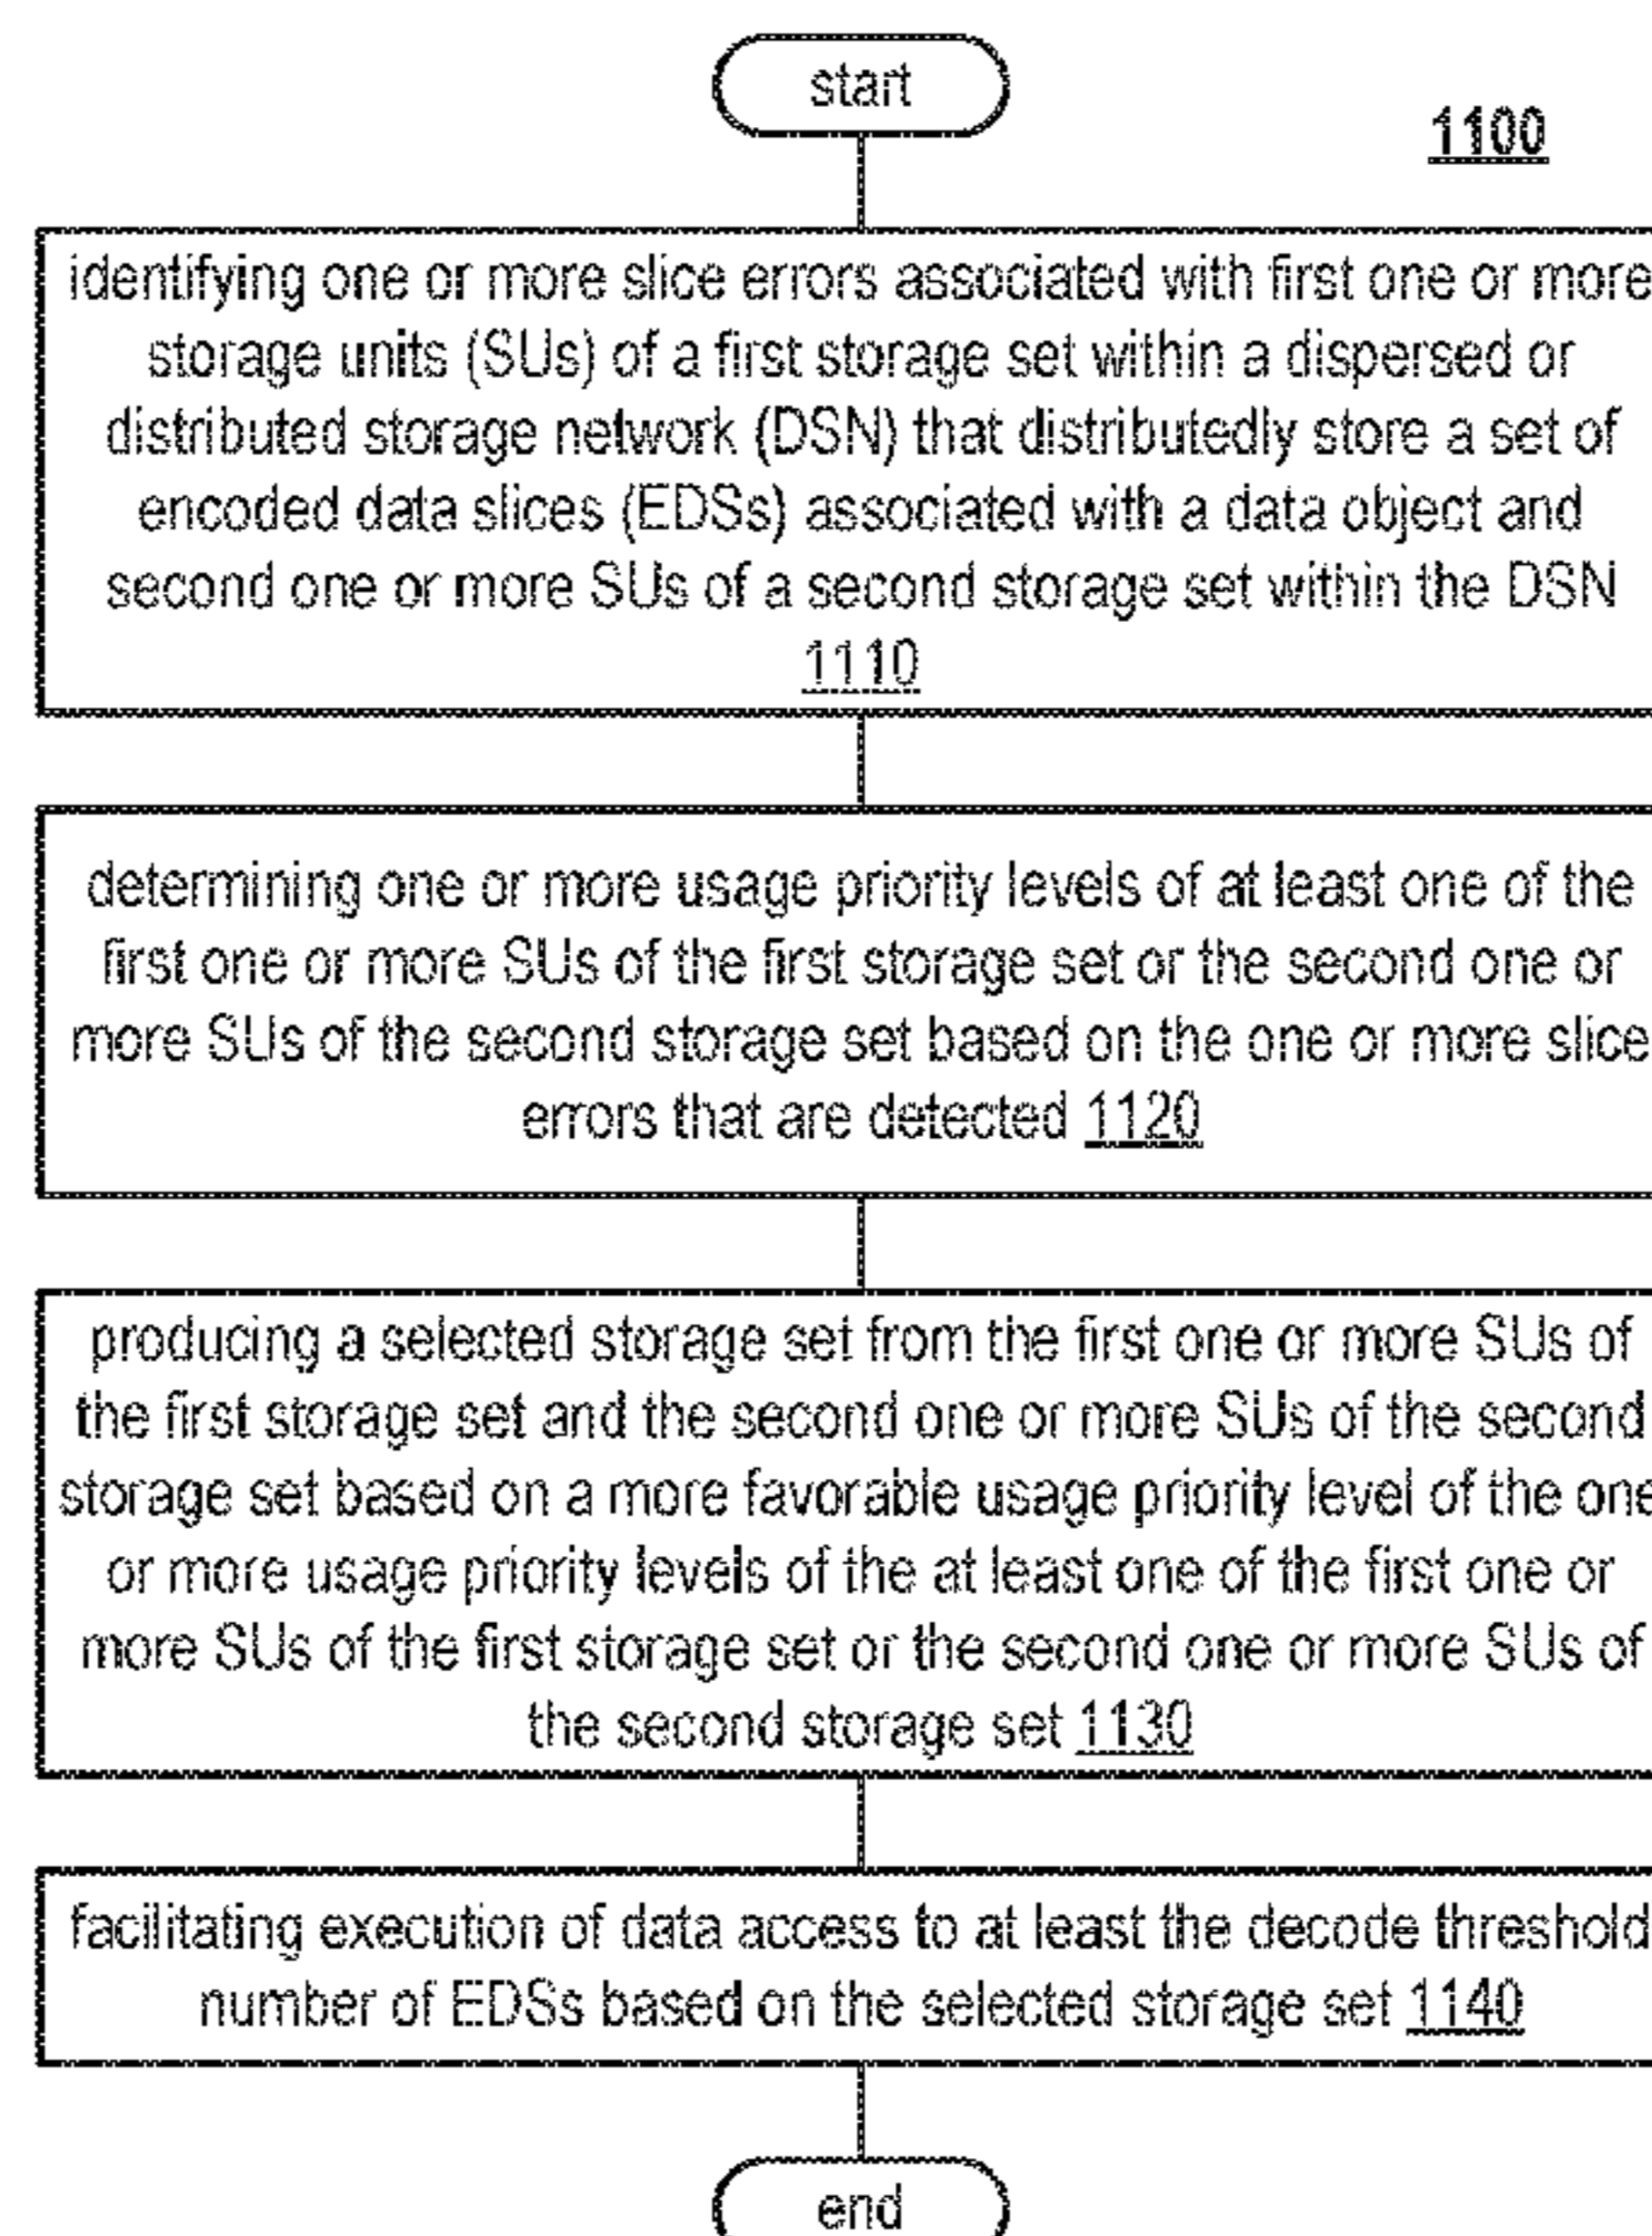 start
1100
identifying one or more slice errors associated with first one or more
storage units (SUs) of a first storage set within a dispersed or
distributed storage network (DSN) that distributedly store a set of
encoded data slices (EDSs) associated with a data object and
second one or more SUs of a second storage set within the DSN
1110
determining one or more usage priority levels of at least one of the
first one or more SUs of the first storage set or the second one or
more SUs of the second storage set based on the one or more slice
errors that are detected 1120
producing a selected storage set from the first one or more SUs of
the first storage set and the second one or more SUs of the second
storage set based on a more favorable usage priority level of the one
or more usage priority levels of the at least one of the first one or
more SUs of the first storage set or the second one or more SUs of
the second storage set 1130
facilitating execution of data access to at least the decode threshold
number of EDSs based on the selected storage set 1140
end